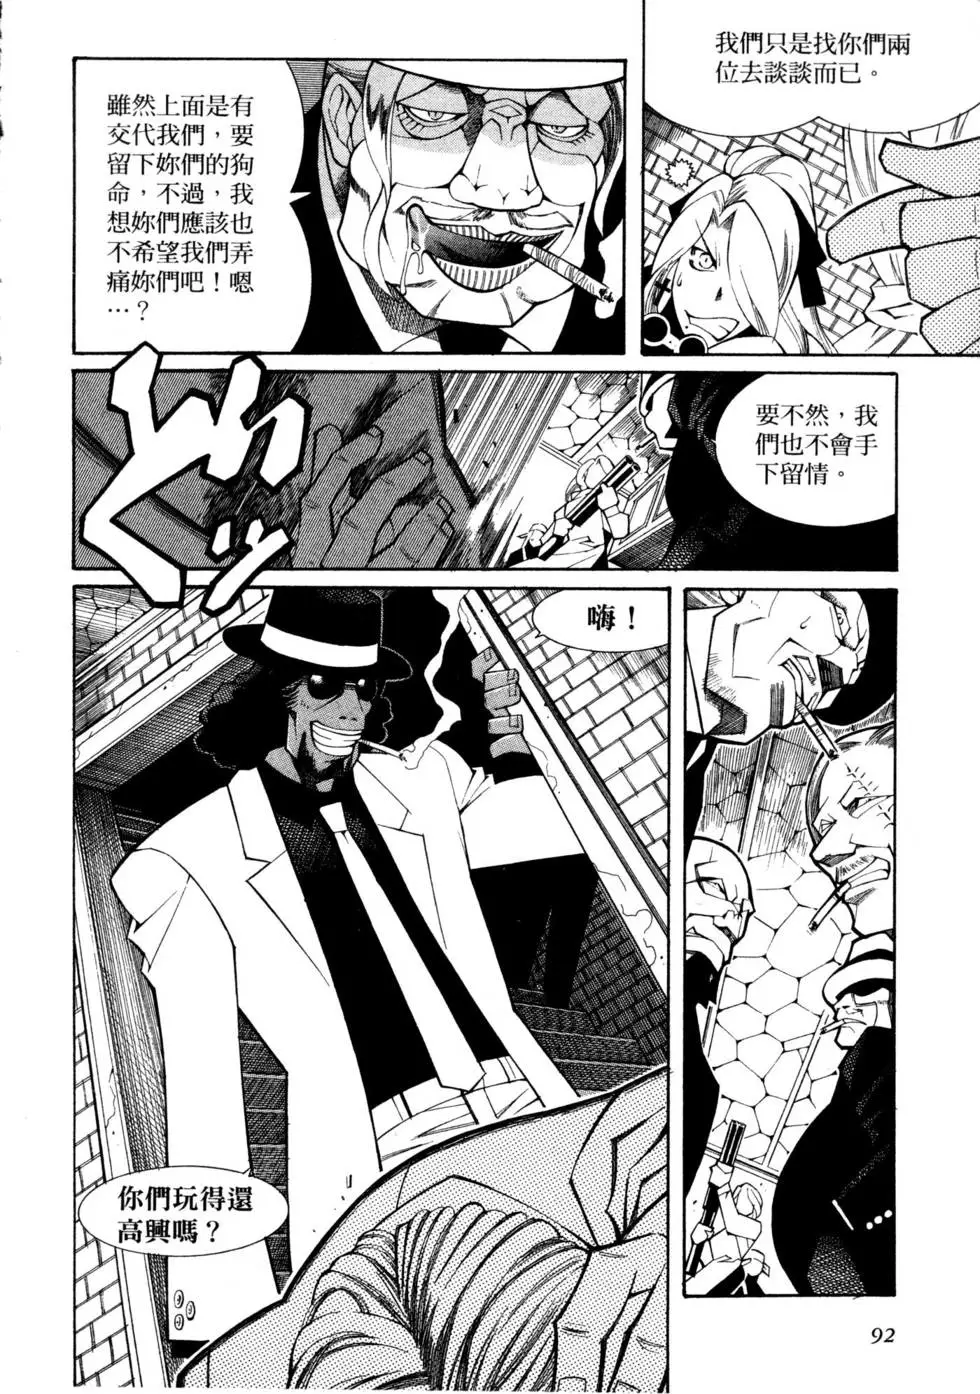 我們只是找你們兩
位去談談而已。
雖然上面是有
交代我們，要
留下妳們的狗
命，不過，我
想妳們應該也
不希望我們弄
痛妳們吧！嗯
…？
要不然，我
們也不會手
下留情。
ビクッ
嗨！
你們玩得還
高興嗎？
92